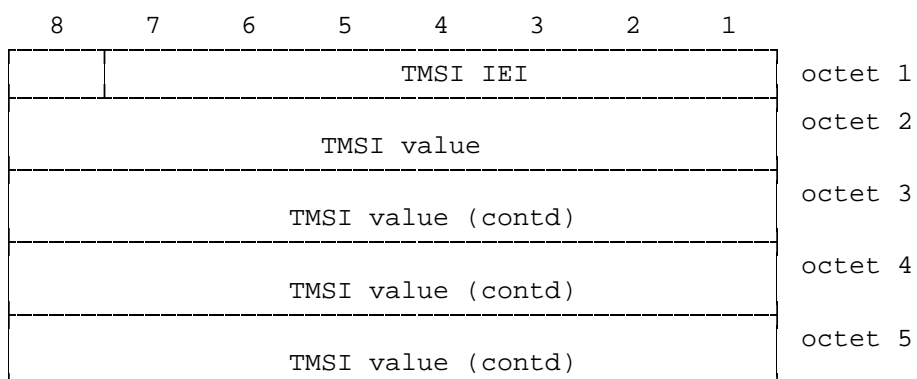 8 7 6 5 4 3 2 1
TMSI IEI octet 1
octet 2
TMSI value
octet 3
TMSI value (contd)
octet 4
TMSI value (contd)
octet 5
TMSI value (contd)